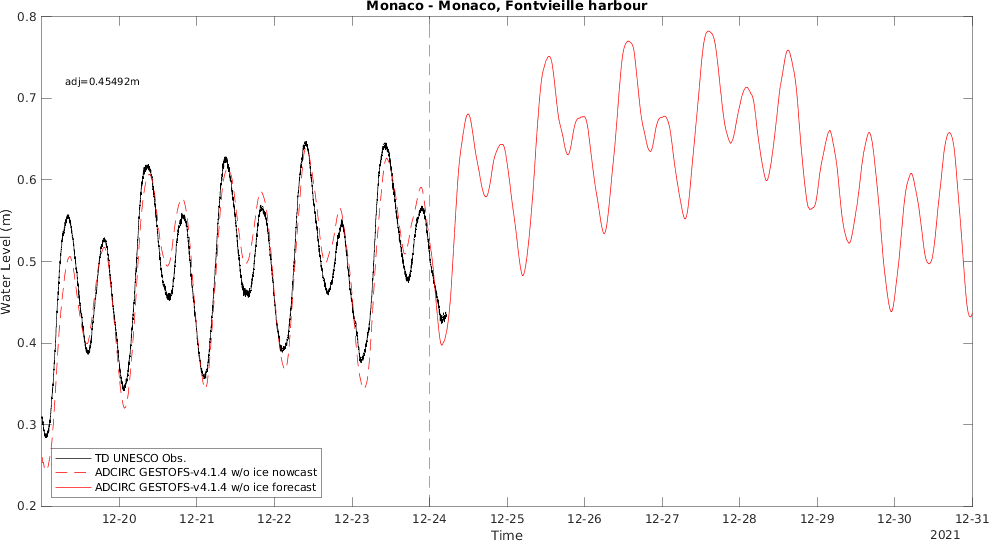 Monaco - Monaco, Fontvieille harbour
adj=0.45492m
Water Level (m)
0.8
0.7
0.6
0.5
0.4
0.3
0.2
TD UNESCO Obs.
ADCIRC GESTOFS-v4.1.4 w/o ice nowcast
ADCIRC GESTOFS-v4.1.4 w/o ice forecast
12-20 12-21 12-22 12-23 12-24 12-25 12-26 12-27 12-28 12-29 12-30 12-31
Time
2021